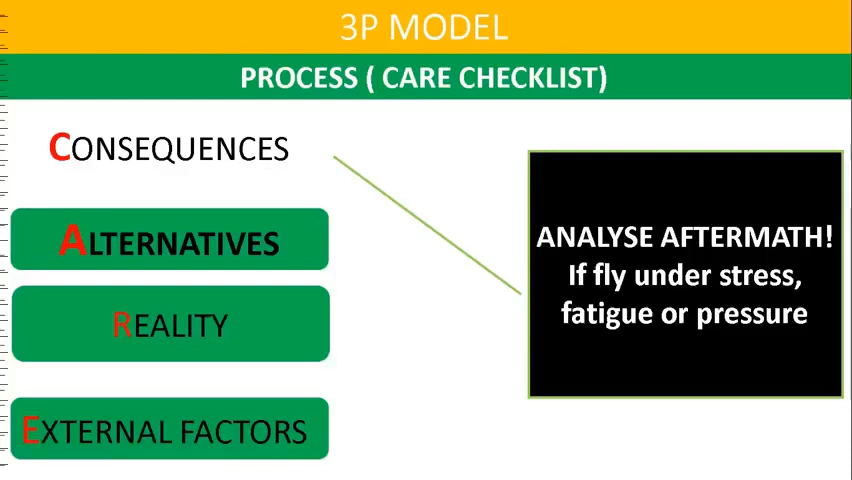 3P MODEL
PROCESS ( CARE CHECKLIST)
CONSEQUENCES
ALTERNATIVES
REALITY
EXTERNAL FACTORS
ANALYSE AFTERMATH!
If fly under stress,
fatigue or pressure